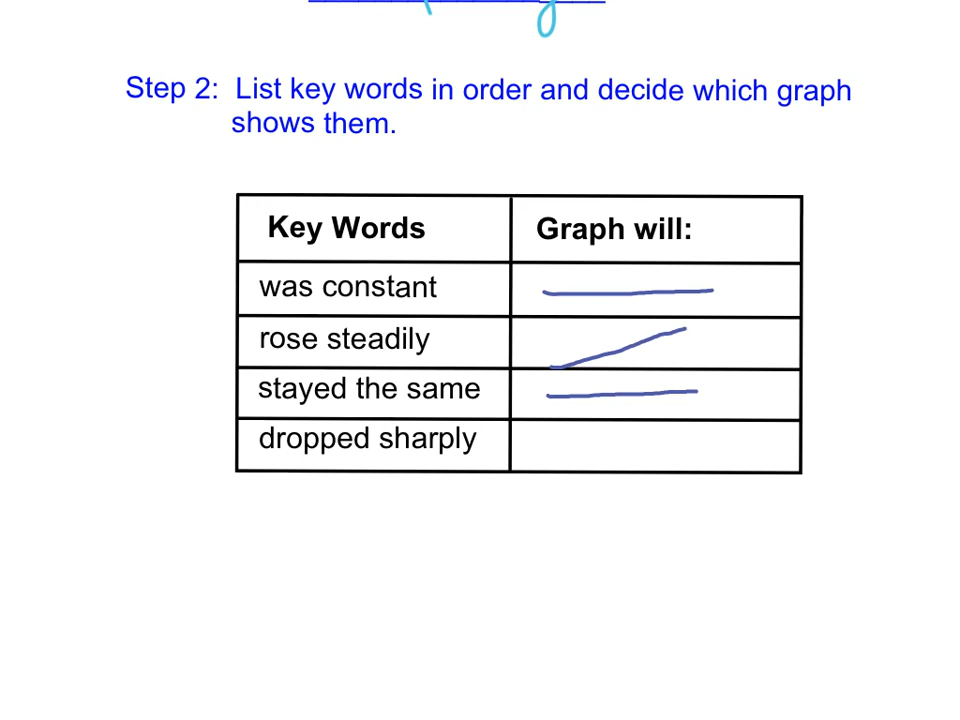 Step 2: List key words in order and decide which graph
shows them.
Key Words Graph will:
was constant
rose steadily
stayed the same
dropped sharply